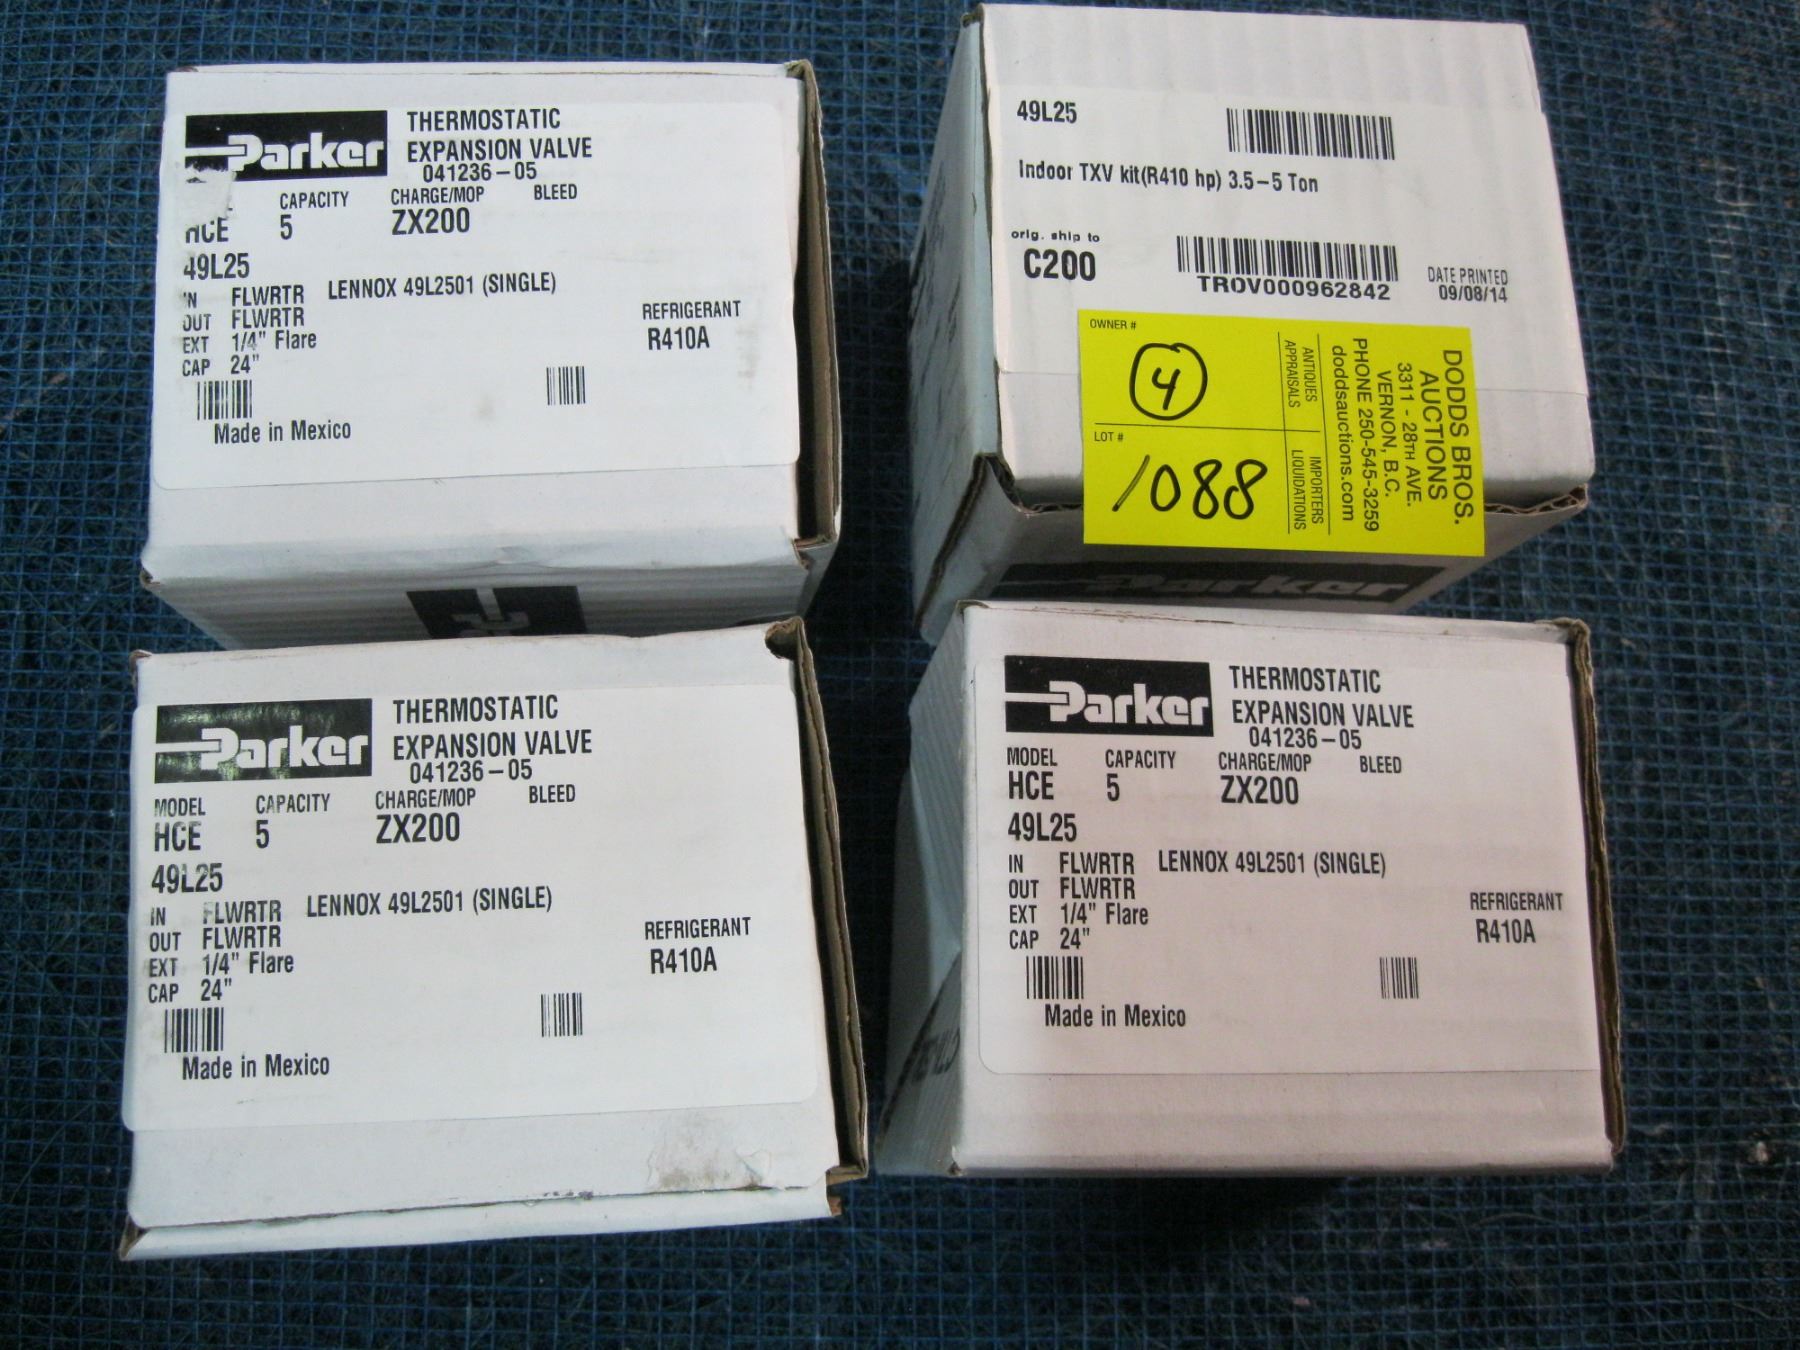 Parker
THERMOSTATIC
EXPANSION VALVE
041236-05
CAPACITY CHARGE/MOP BLEED
HCE 5 ZX200
49L25
IN FLWRTR LENNOX 49L2501 (SINGLE)
OUT FLWRTR
EXT 1/4" Flare
CAP 24"
REFRIGERANT
R410A
Made in Mexico
49L25
Indoor TXV kit(R410 hp) 3.5-5 Ton
orig. ship to
C200
TROV000962842
DATE PRINTED
09/08/14
OWNER #
4
LOT #
1088
ANTIQUES
APPRAISALS
IMPORTERS
LIQUIDATIONS
DODDS BROS.
AUCTIONS
3311 - 28TH AVE.
VERNON, B.C.
PHONE 250-545-3259
doddsauctions.com
Parker
Parker
THERMOSTATIC
EXPANSION VALVE
041236-05
MODEL CAPACITY CHARGE/MOP BLEED
HCE 5 ZX200
49L25
IN FLWRTR LENNOX 49L2501 (SINGLE)
OUT FLWRTR
EXT 1/4" Flare
CAP 24"
REFRIGERANT
R410A
Made in Mexico
Parker
THERMOSTATIC
EXPANSION VALVE
041236-05
MODEL CAPACITY CHARGE/MOP BLEED
HCE 5 ZX200
49L25
IN FLWRTR LENNOX 49L2501 (SINGLE)
OUT FLWRTR
EXT 1/4" Flare
CAP 24"
REFRIGERANT
R410A
Made in Mexico